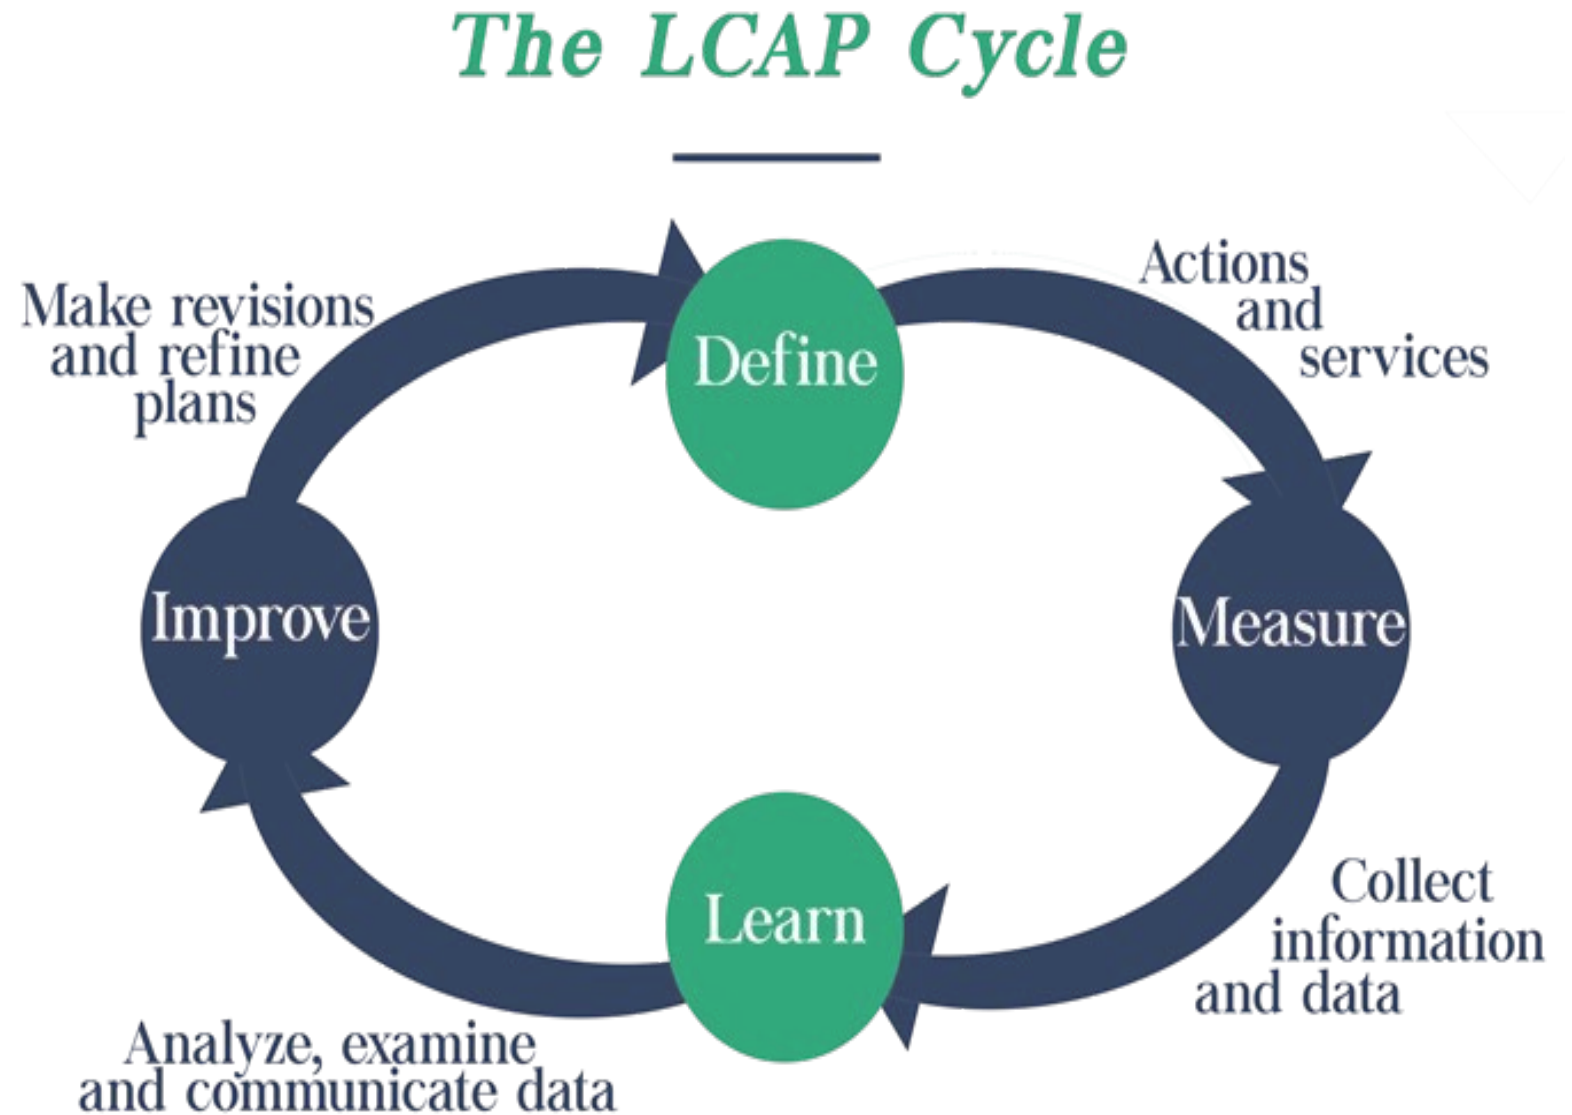 The LCAP Cycle
Define
Actions
and
services
Measure
Collect
information
and data
Learn
Analyze, examine
and communicate data
Improve
Make revisions
and refine
plans